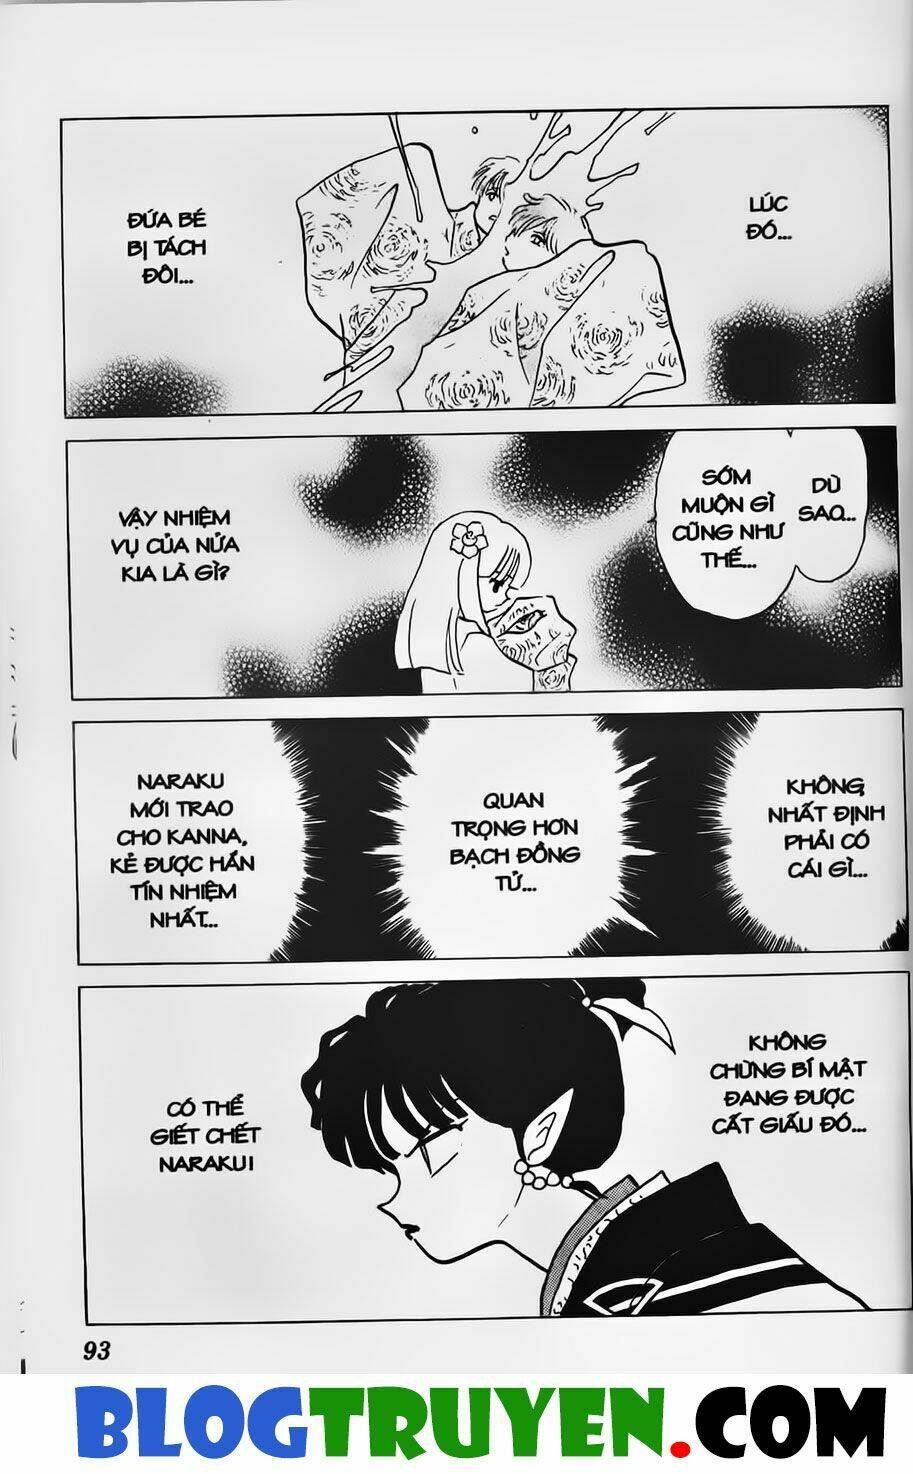 LÚC
ĐÓ...
ĐỨA BÉ
BỊ TÁCH
ĐÔI...
DÙ
SAO...
SỚM
MUỘN GÌ
CŨNG NHƯ
THẾ...
VẬY NHIỆM
VỤ CỦA NỬA
KIA LÀ GÌ?
KHÔNG,
NHẤT ĐỊNH
PHẢI CÓ
CÁI GÌ...
QUAN
TRỌNG HƠN
BẠCH ĐỒNG
TỬ...
NARAKU
MỚI TRAO
CHO KANNA,
KẺ ĐƯỢC HẮN
TÍN NHIỆM
NHẤT...
KHÔNG
CHỪNG BÍ MẬT
ĐANG ĐƯỢC
CẤT GIẤU ĐÓ...
CÓ THỂ
GIẾT CHẾT
NARAKU!
93
BLOGTRUYEN.COM